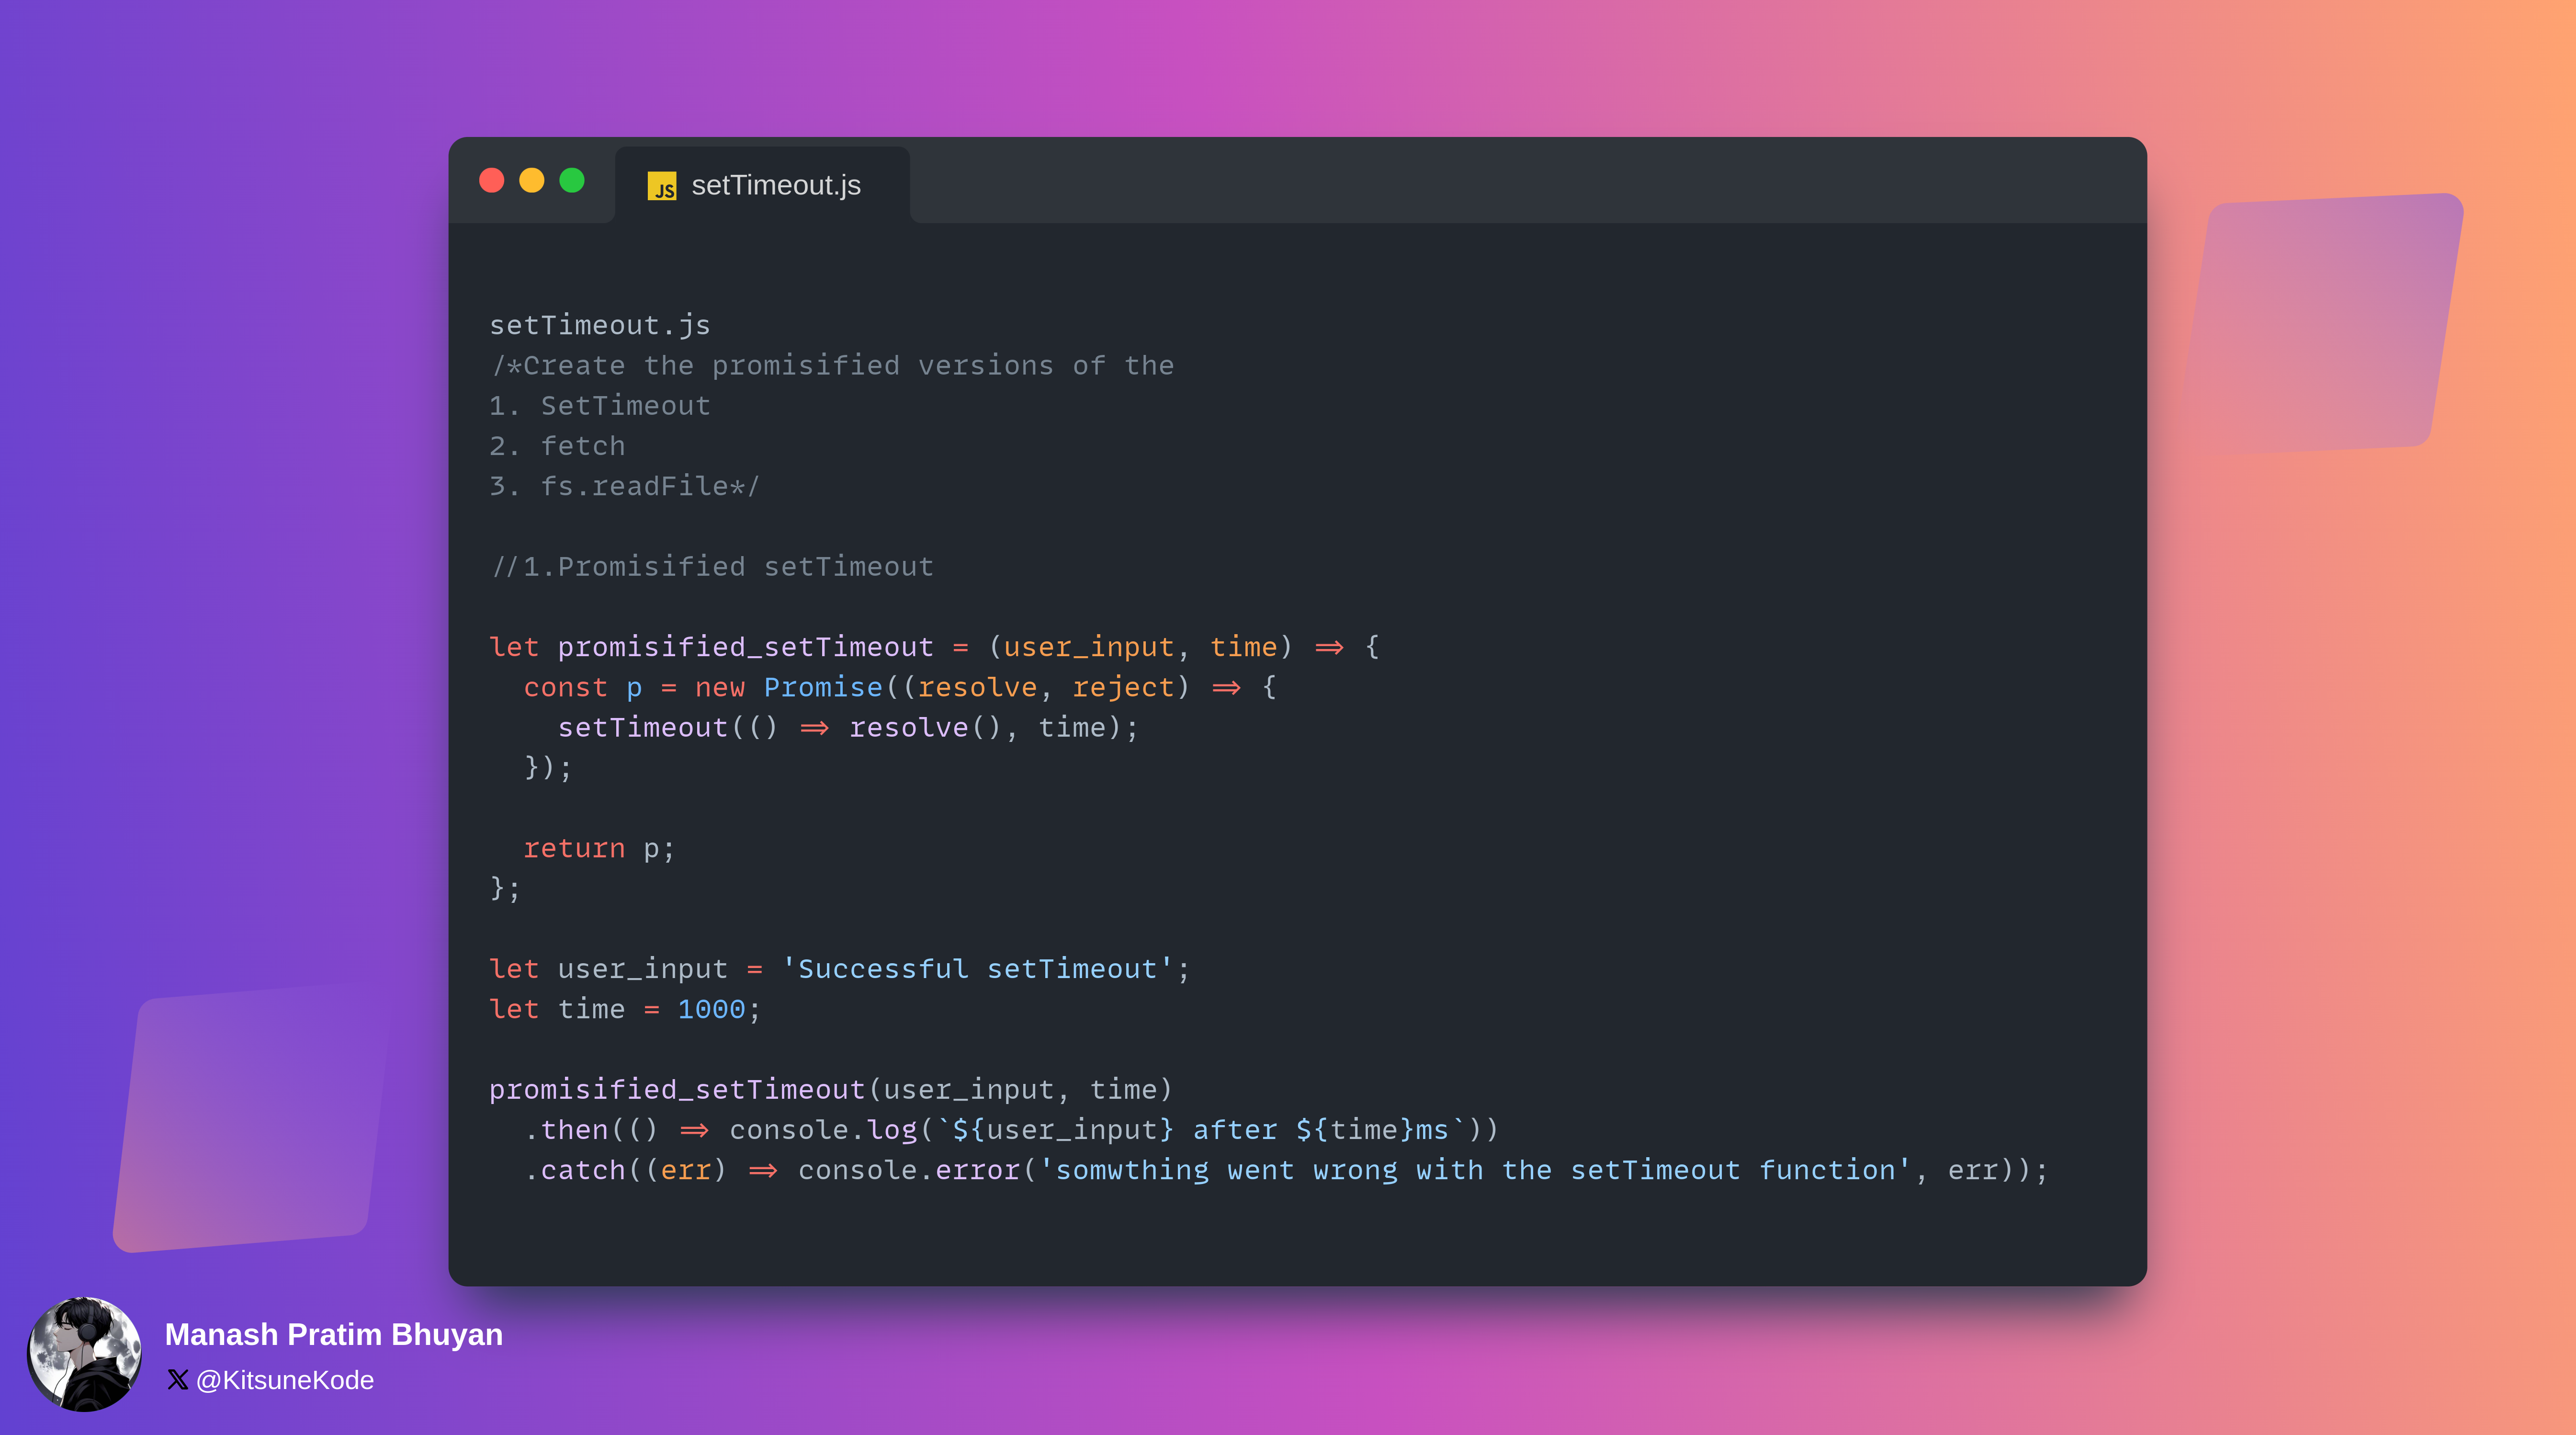 JS setTimeout.js
setTimeout.js
/*Create the promisified versions of the
1. SetTimeout
2. fetch
3. fs.readFile*/
//1.Promisified setTimeout
let promisified_setTimeout = (user_input, time) => {
  const p = new Promise((resolve, reject) => {
    setTimeout(() => resolve(), time);
  });
  return p;
};
let user_input = 'Successful setTimeout';
let time = 1000;
promisified_setTimeout(user_input, time)
  .then(() => console.log(`${user_input} after ${time}ms`))
  .catch((err) => console.error('somwthing went wrong with the setTimeout function', err));
Manash Pratim Bhuyan
X @KitsuneKode